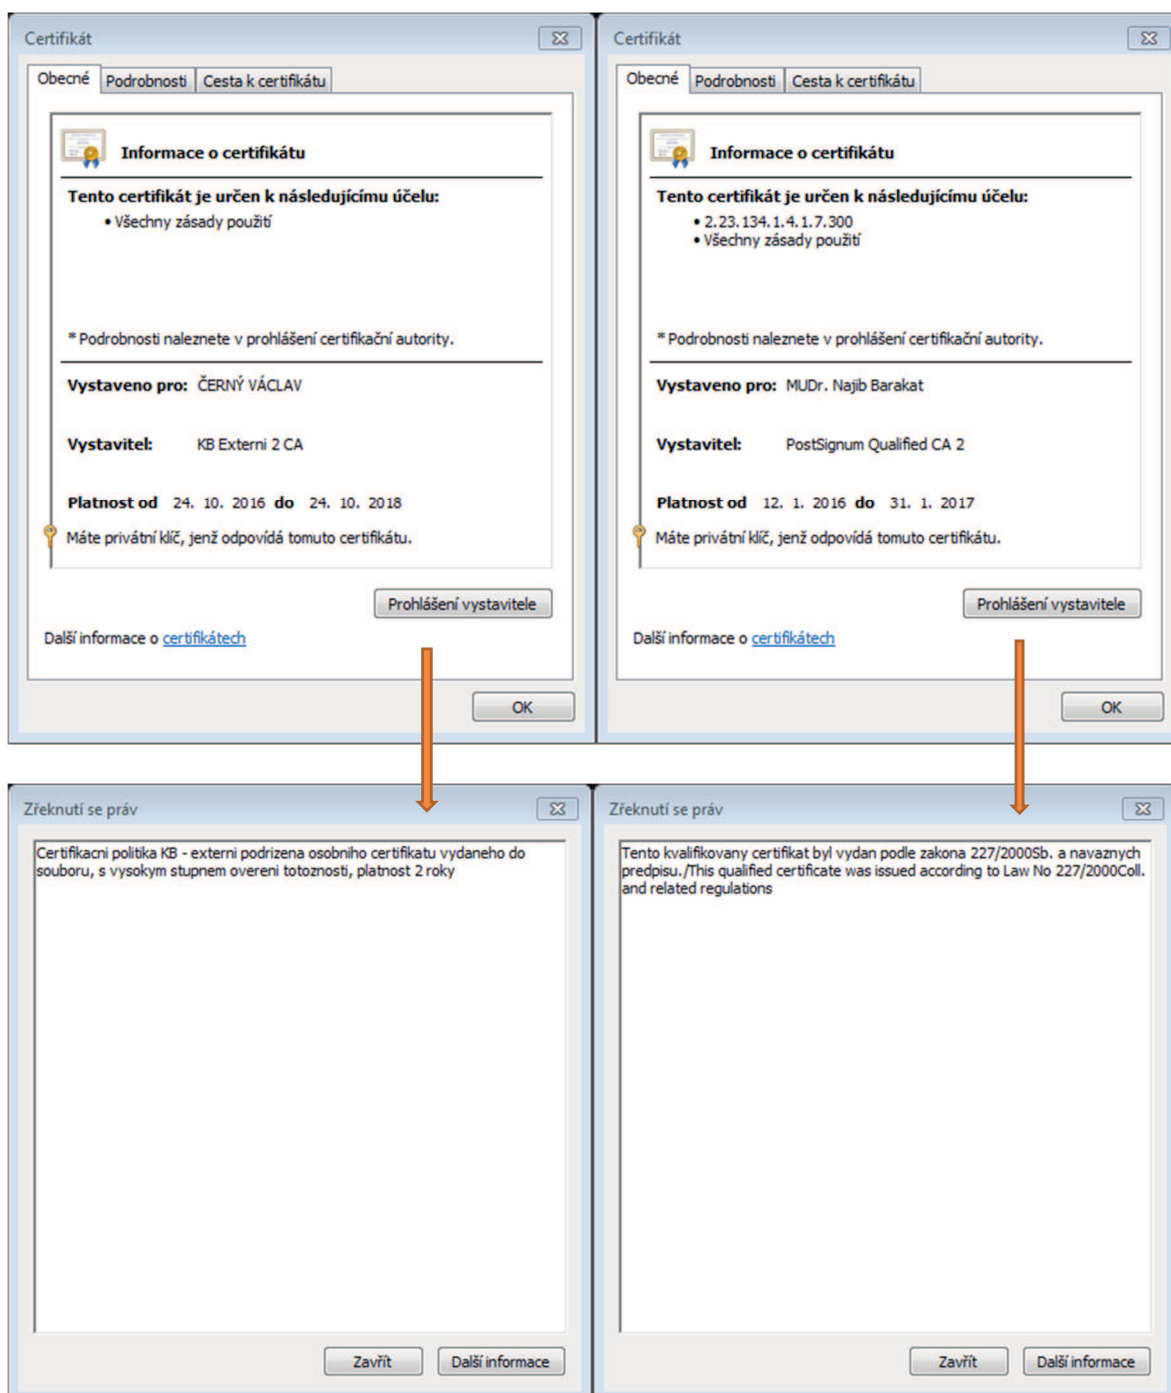 Certifikát
Obecné Podrobnosti Cesta k certifikátu
Informace o certifikátu
Tento certifikát je určen k následujícímu účelu:
• Všechny zásady použití
* Podrobnosti naleznete v prohlášení certifikační autority.
Vystaveno pro: ČERNÝ VÁCLAV
Vystavitel: KB Externi 2 CA
Platnost od 24. 10. 2016 do 24. 10. 2018
Máte privátní klíč, jenž odpovídá tomuto certifikátu.
Prohlášení vystavitele
Další informace o certifikátech
OK
Certifikát
Obecné Podrobnosti Cesta k certifikátu
Informace o certifikátu
Tento certifikát je určen k následujícímu účelu:
• 2.23.134.1.4.1.7.300
• Všechny zásady použití
* Podrobnosti naleznete v prohlášení certifikační autority.
Vystaveno pro: MUDr. Najib Barakat
Vystavitel: PostSignum Qualified CA 2
Platnost od 12. 1. 2016 do 31. 1. 2017
Máte privátní klíč, jenž odpovídá tomuto certifikátu.
Prohlášení vystavitele
Další informace o certifikátech
OK
Zřeknutí se práv
Certifikacni politika KB - externi podrizena osobniho certifikatu vydaneho do
souboru, s vysokym stupnem overeni totoznosti, platnost 2 roky
Zavřít Další informace
Zřeknutí se práv
Tento kvalifikovany certifikat byl vydan podle zakona 227/2000Sb. a navaznych
predpisu./This qualified certificate was issued according to Law No 227/2000Coll.
and related regulations
Zavřít Další informace